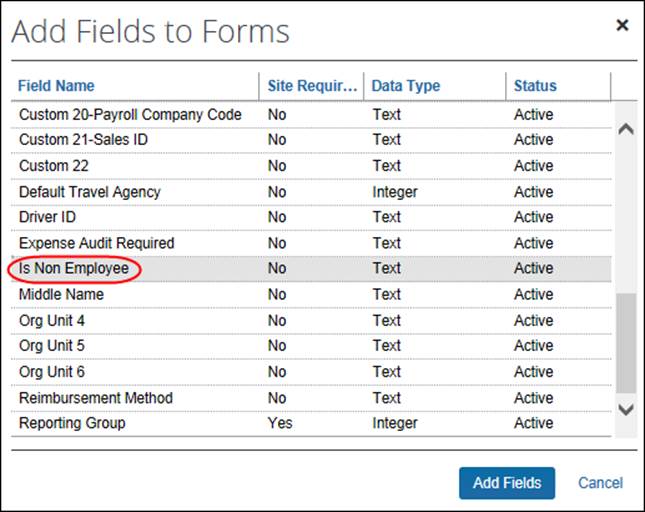 Add Fields to Forms ×
Field Name Site Requir... Data Type Status
Custom 20-Payroll Company Code No Text Active
Custom 21-Sales ID No Text Active
Custom 22 No Text Active
Default Travel Agency No Integer Active
Driver ID No Text Active
Expense Audit Required No Text Active
Is Non Employee No Text Active
Middle Name No Text Active
Org Unit 4 No Text Active
Org Unit 5 No Text Active
Org Unit 6 No Text Active
Reimbursement Method No Text Active
Reporting Group Yes Integer Active
Add Fields Cancel